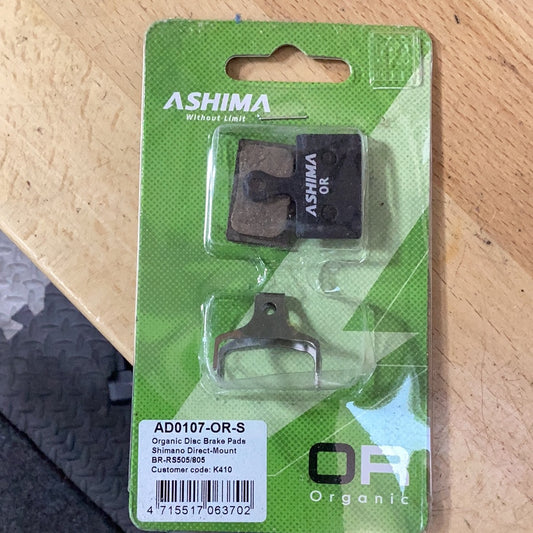 ASHIMA
Without Limit
ASHIMA
OR
AD0107-OR-S
Organic Disc Brake Pads
Shimano Direct-Mount
BR-RS505/805
Customer code: K410
4 715517 063702
OR
Organic